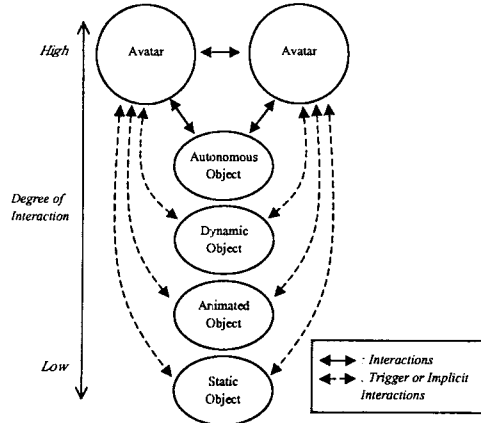 High
Avatar
Avatar
Autonomous
Object
Degree of
Interaction
Dynamic
Object
Animated
Object
Low
Static
Object
: Interactions
. Trigger or Implicit
Interactions